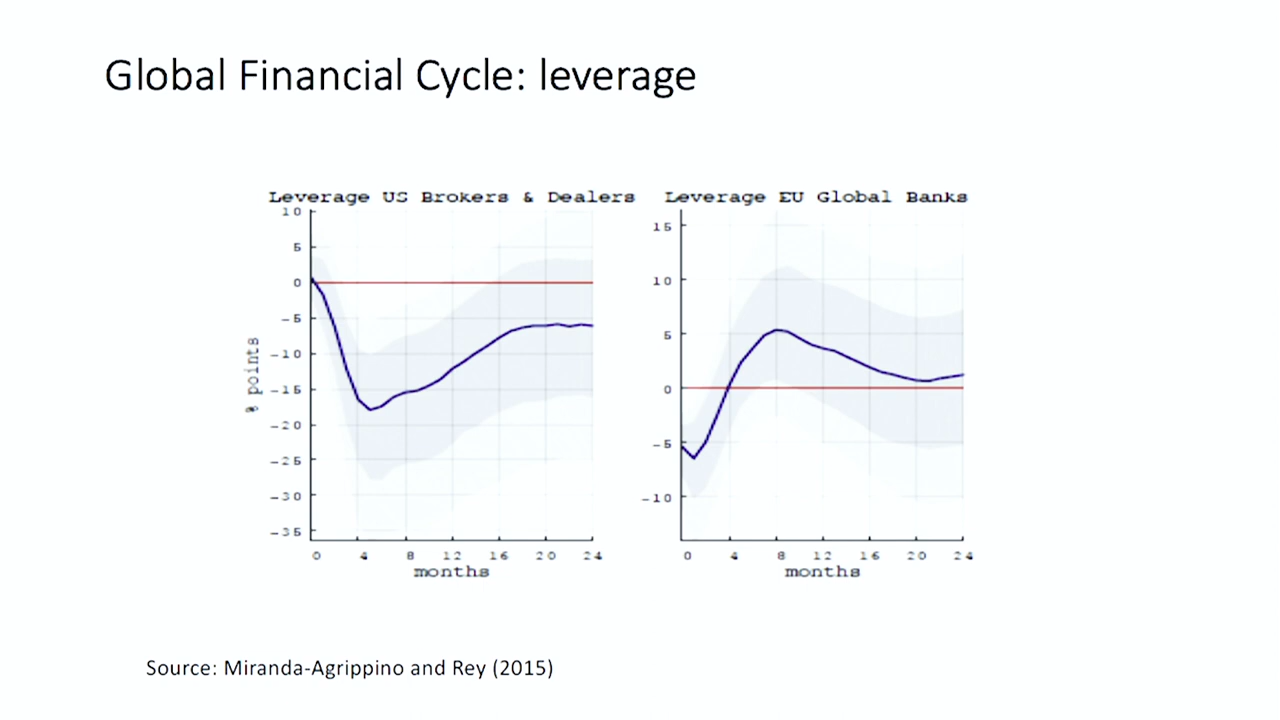 Global Financial Cycle: leverage
Leverage US Brokers & Dealers
Leverage EU Global Banks
% points
10
5
0
-5
-10
-15
-20
-25
-30
-35
0 4 8 12 16 20 24
months
15
10
5
0
-5
-10
0 4 8 12 16 20 24
months
Source: Miranda-Agrippino and Rey (2015)